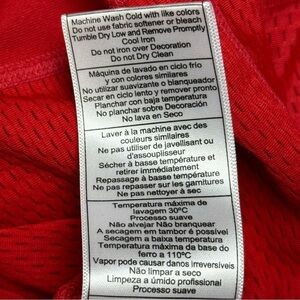 Machine Wash Cold with like colors
Do not use fabric softener or bleach
Tumble Dry Low and Remove Promptly
Cool Iron
Do not iron over Decoration
Do not Dry Clean
Máquina de lavado en ciclo frío
y con colores similares
No utilizar suavizante o blanqueador
Secar en ciclo lento y remover pronto
Planchar con baja temperatura
No planchar sobre Decoración
No lava en Seco
Laver à la machine avec des
couleurs similaires
Ne pas utiliser de javellisant ou
d'assouplisseur
Sécher à basse température et
retirer immédiatement
Repassage à basse température
Ne pas repasser sur les garnitures
Ne pas nettoyer à sec
Temperatura máxima de
lavagem 30ºC
Processo suave
Não alvejar Não branquear
A secagem em tambor é possível
Secagem a baixa temperatura
Temperatura máxima da base do
ferro a 110ºC
Vapor pode causar danos irreversíveis
Não limpar a seco
Limpeza a úmido profissional
Processo suave